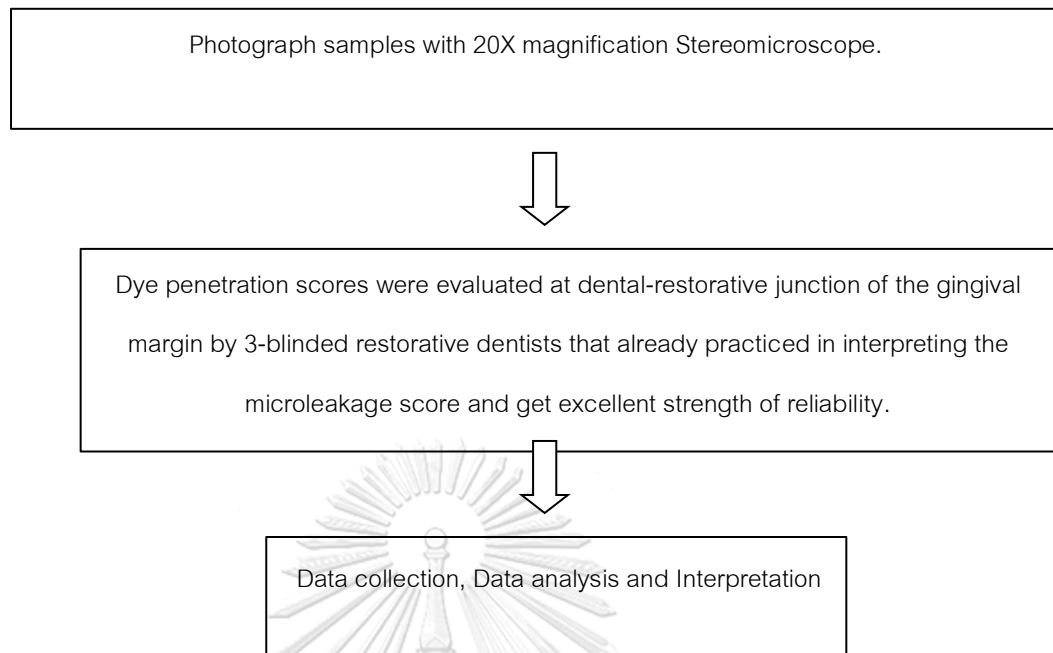 Photograph samples with 20X magnification Stereomicroscope.
Dye penetration scores were evaluated at dental-restorative junction of the gingival
margin by 3-blinded restorative dentists that already practiced in interpreting the
microleakage score and get excellent strength of reliability.
Data collection, Data analysis and Interpretation